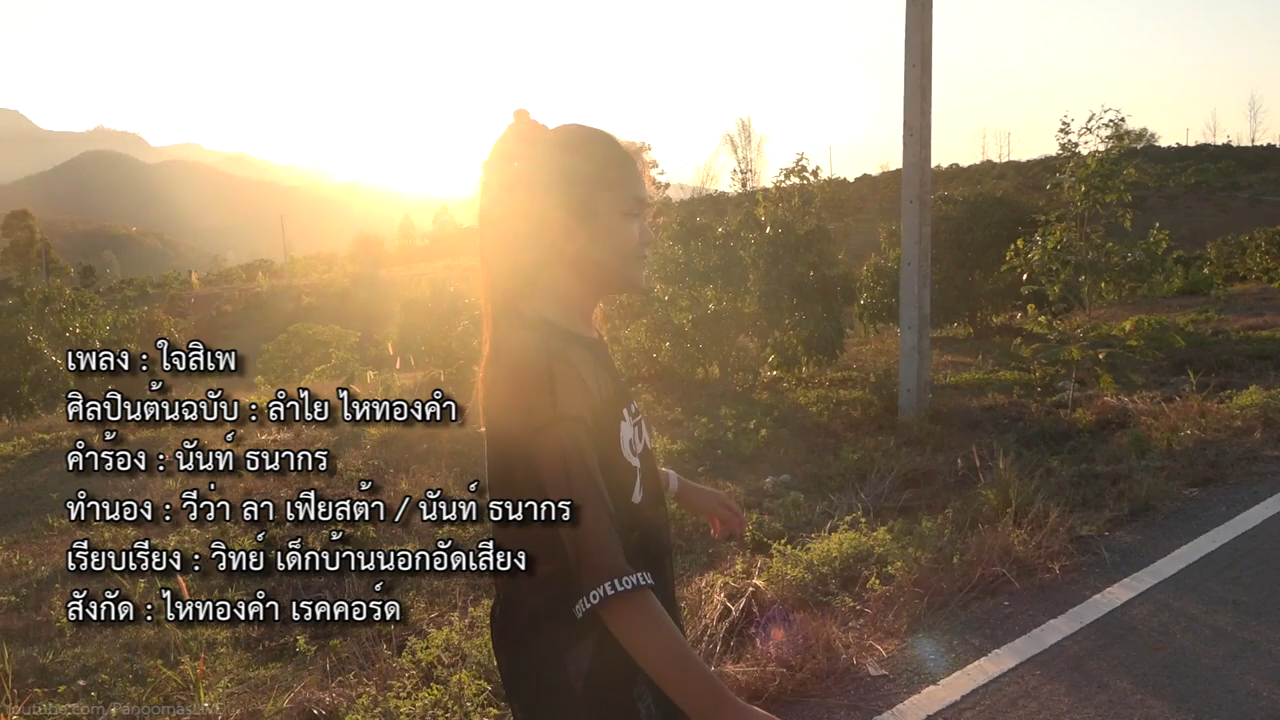 เพลง : ใจสิเพ
ศิลปินต้นฉบับ : ลำไย ไหทองคำ
คำร้อง : นันท์ ธนากร
ทำนอง : วีว่า ลา เฟียสต้า / นันท์ ธนากร
เรียบเรียง : วิทย์ เด็กบ้านนอกอัดเสียง
สังกัด : ไหทองคำ เรคคอร์ด
LOVELOVELOVE
Youtube.com/PangomasLIVE